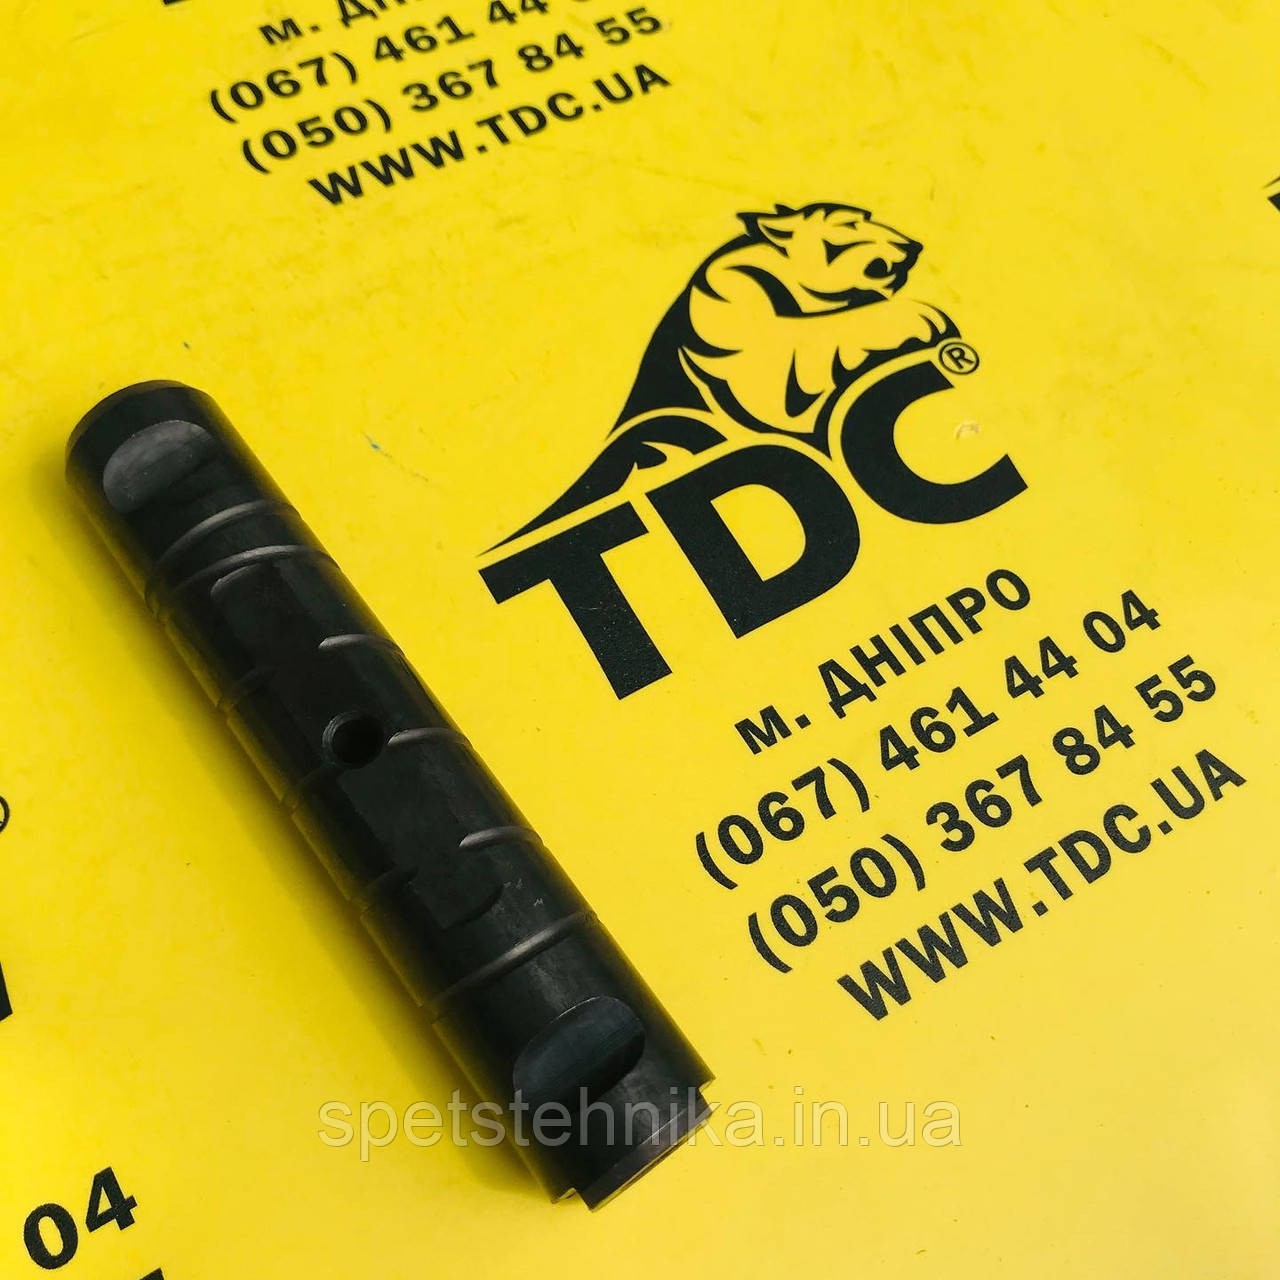 (067) 461 44
(050) 367 84 55
WWW.TDC.UA
TDC®
м. ДНІПРО
(067) 461 44 04
(050) 367 84 55
WWW.TDC.UA
spetstehnika.in.ua
04